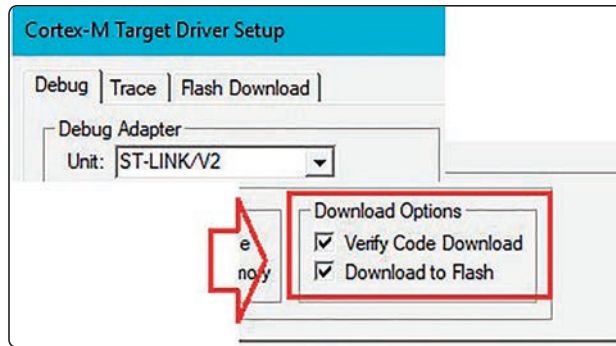 Cortex-M Target Driver Setup
Debug Trace Flash Download
Debug Adapter
Unit: ST-LINK/V2
Download Options
Verify Code Download
Download to Flash